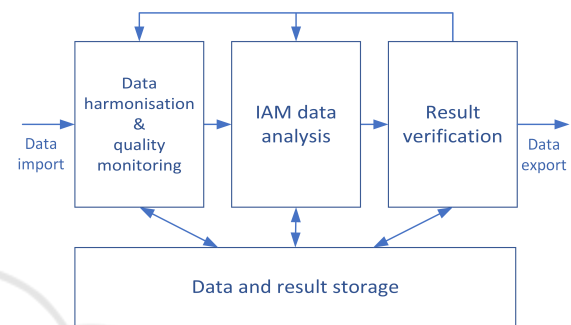 Data
harmonisation
&
quality
monitoring
IAM data
analysis
Result
verification
Data
import
Data
export
Data and result storage